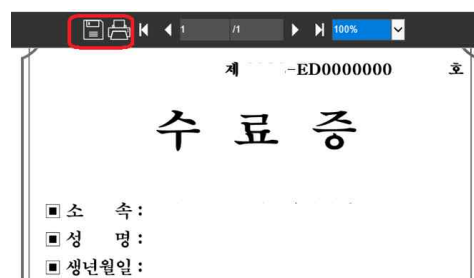 1 /1 100%
제 -ED0000000 호
수 료 증
▣ 소 속 :
▣ 성 명 :
▣ 생년월일 :